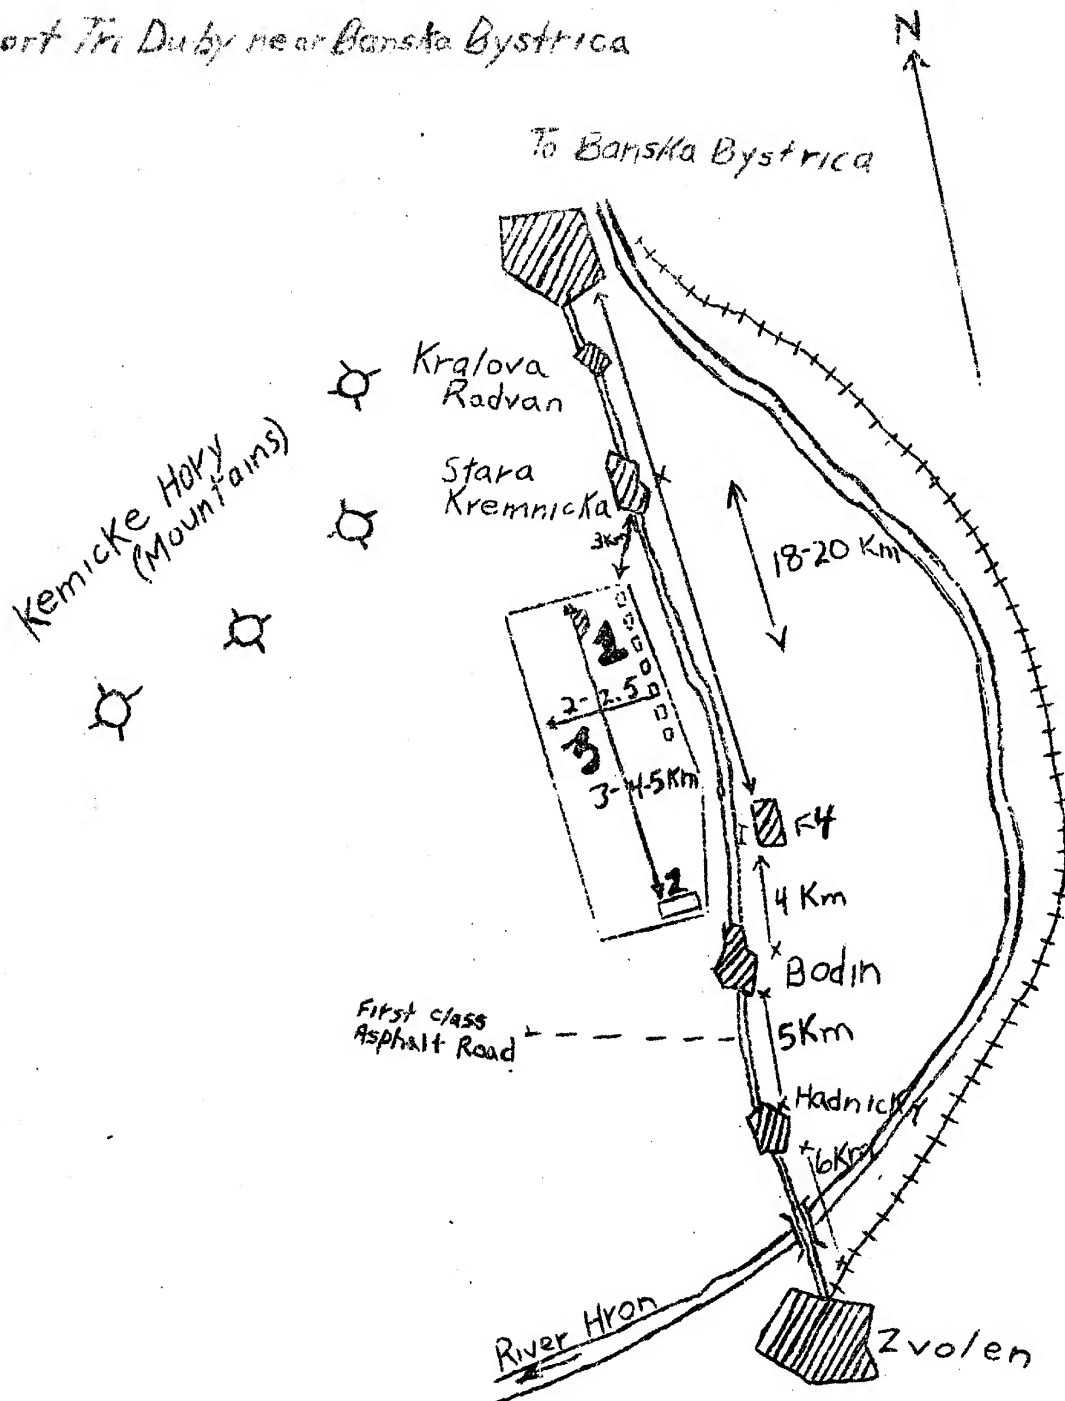 ort Tri Duby near Banska Bystrica
N
To Banska Bystrica
Kralova
Radvan
Kemicke Hory
(Mountains)
Stara
Kremnicka
3Km
18-20 Km
1
2-2.5
3
3-4-5Km
4
2
4 Km
Bodin
First class
Asphalt Road
5Km
Hadnicky
6Km
River Hron
Zvolen